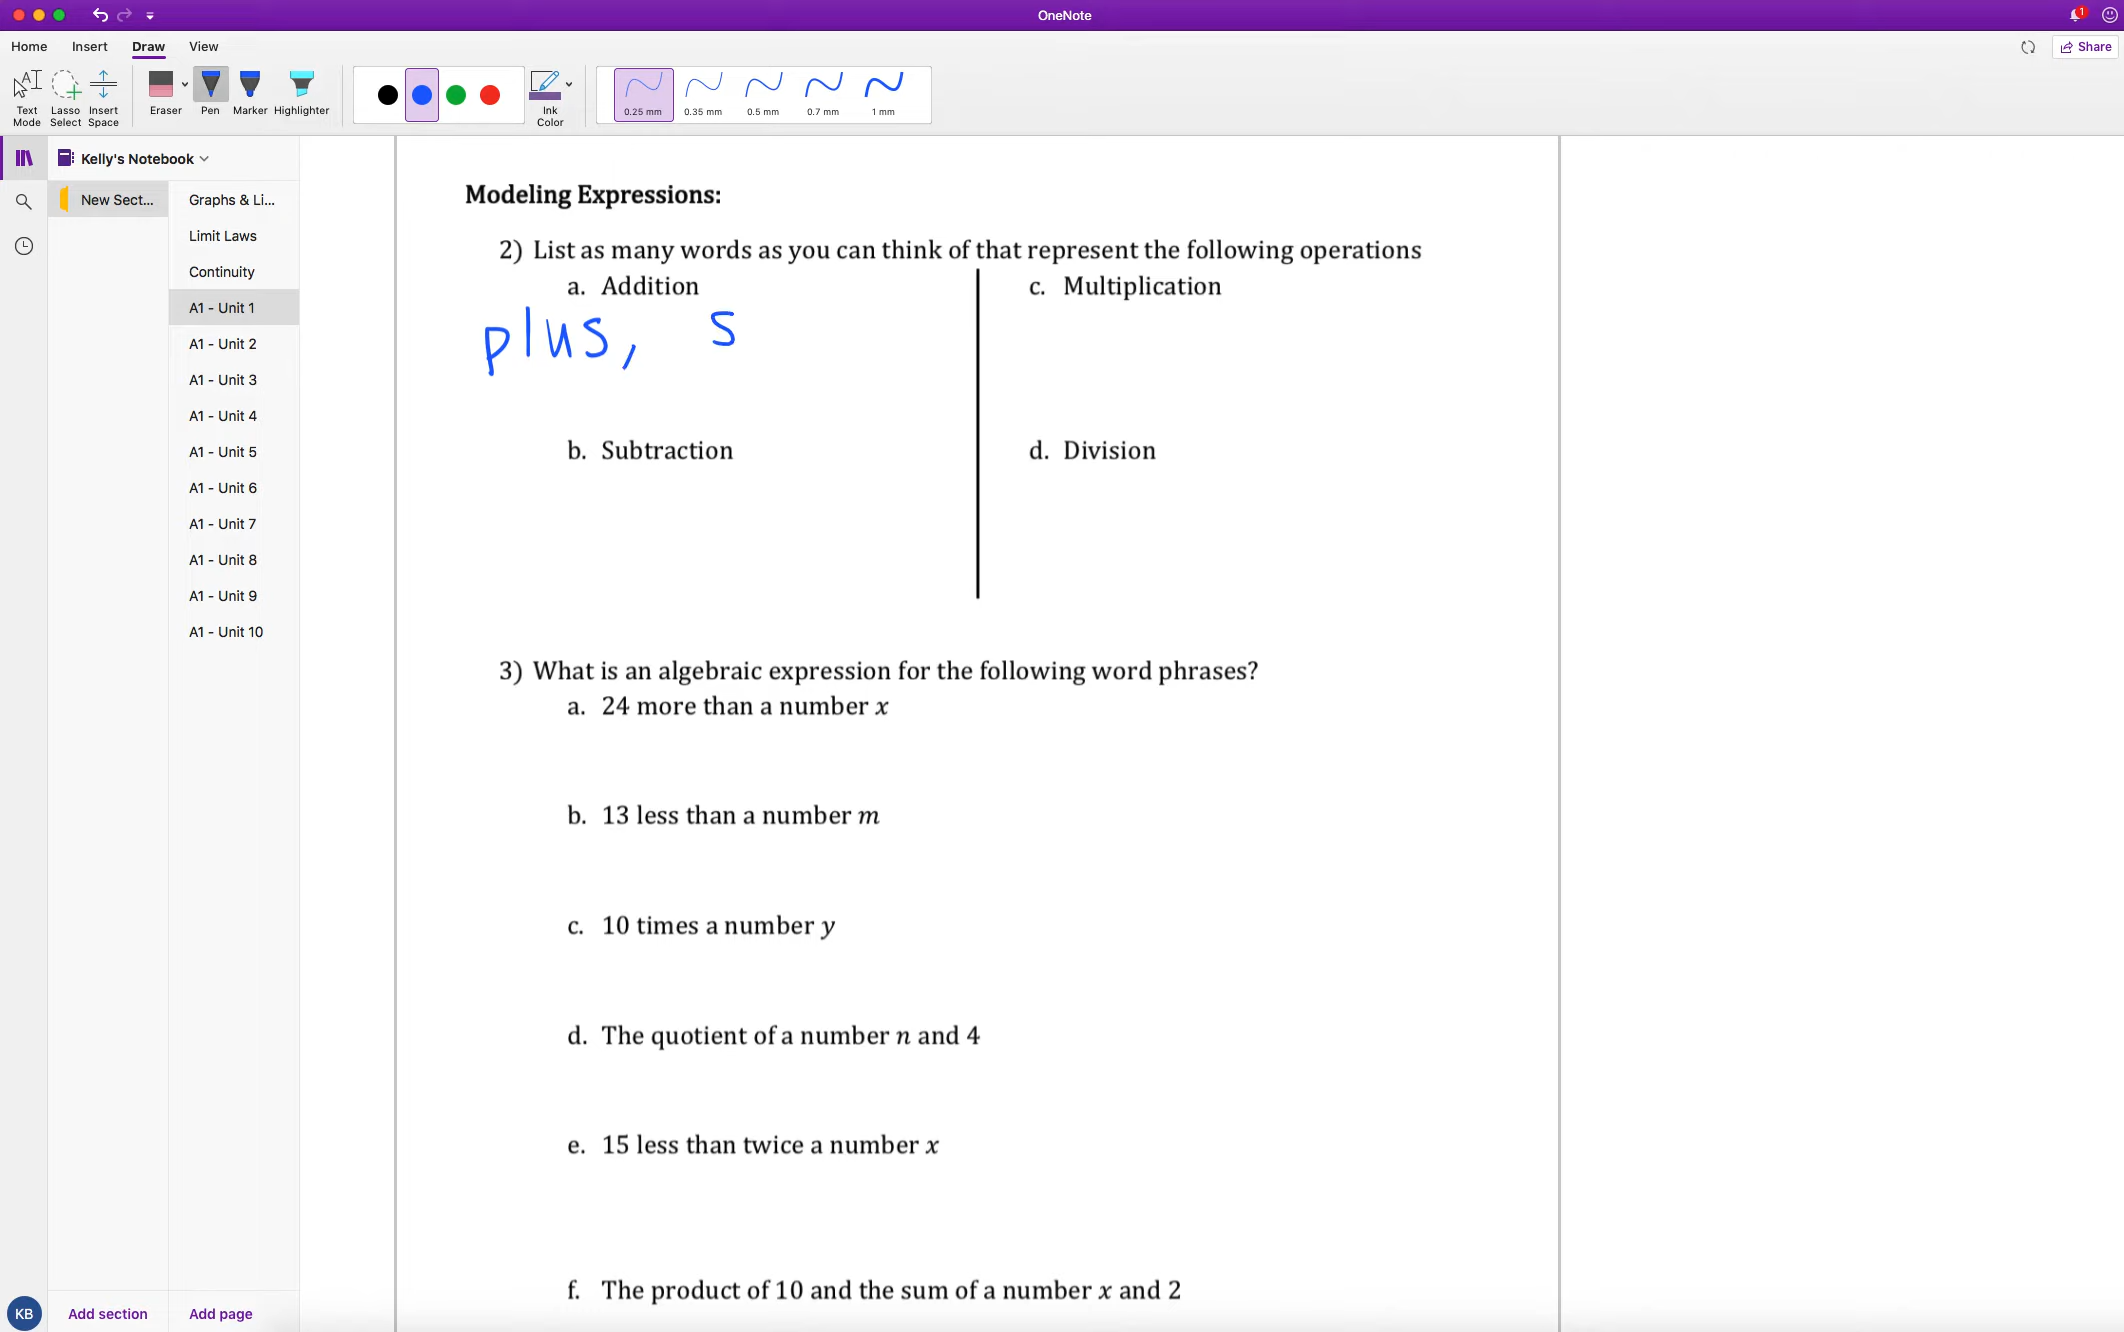 OneNote
1
Home Insert Draw View
Share
Text Mode
Lasso Select
Insert Space
Eraser
Pen
Marker
Highlighter
Ink Color
0.25 mm
0.35 mm
0.5 mm
0.7 mm
1 mm
Kelly's Notebook
New Sect...
Graphs & Li...
Limit Laws
Continuity
A1 - Unit 1
A1 - Unit 2
A1 - Unit 3
A1 - Unit 4
A1 - Unit 5
A1 - Unit 6
A1 - Unit 7
A1 - Unit 8
A1 - Unit 9
A1 - Unit 10
KB
Add section
Add page
Modeling Expressions:
2) List as many words as you can think of that represent the following operations
a. Addition
plus, s
b. Subtraction
c. Multiplication
d. Division
3) What is an algebraic expression for the following word phrases?
a. 24 more than a number x
b. 13 less than a number m
c. 10 times a number y
d. The quotient of a number n and 4
e. 15 less than twice a number x
f. The product of 10 and the sum of a number x and 2